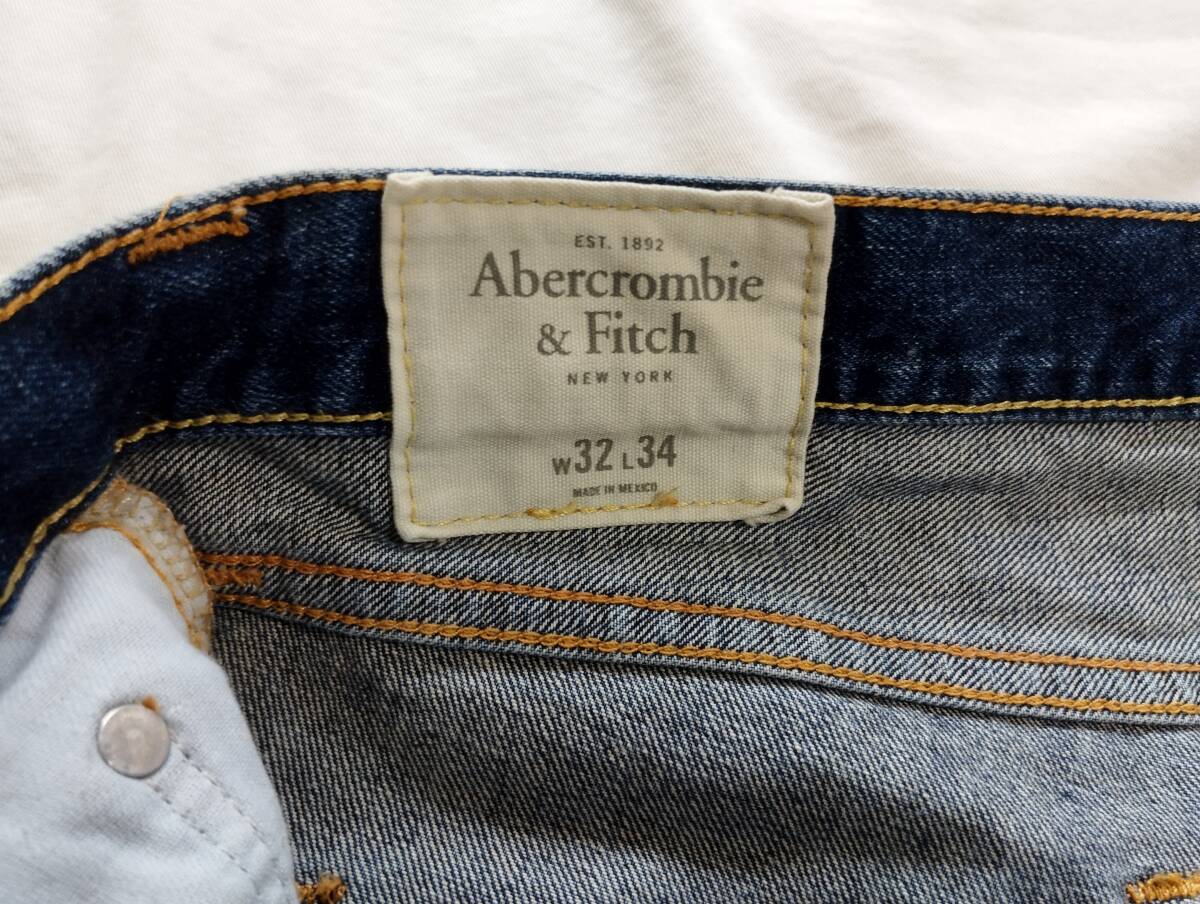 EST. 1892
Abercrombie
& Fitch
NEW YORK
W32 L34
MADE IN MEXICO